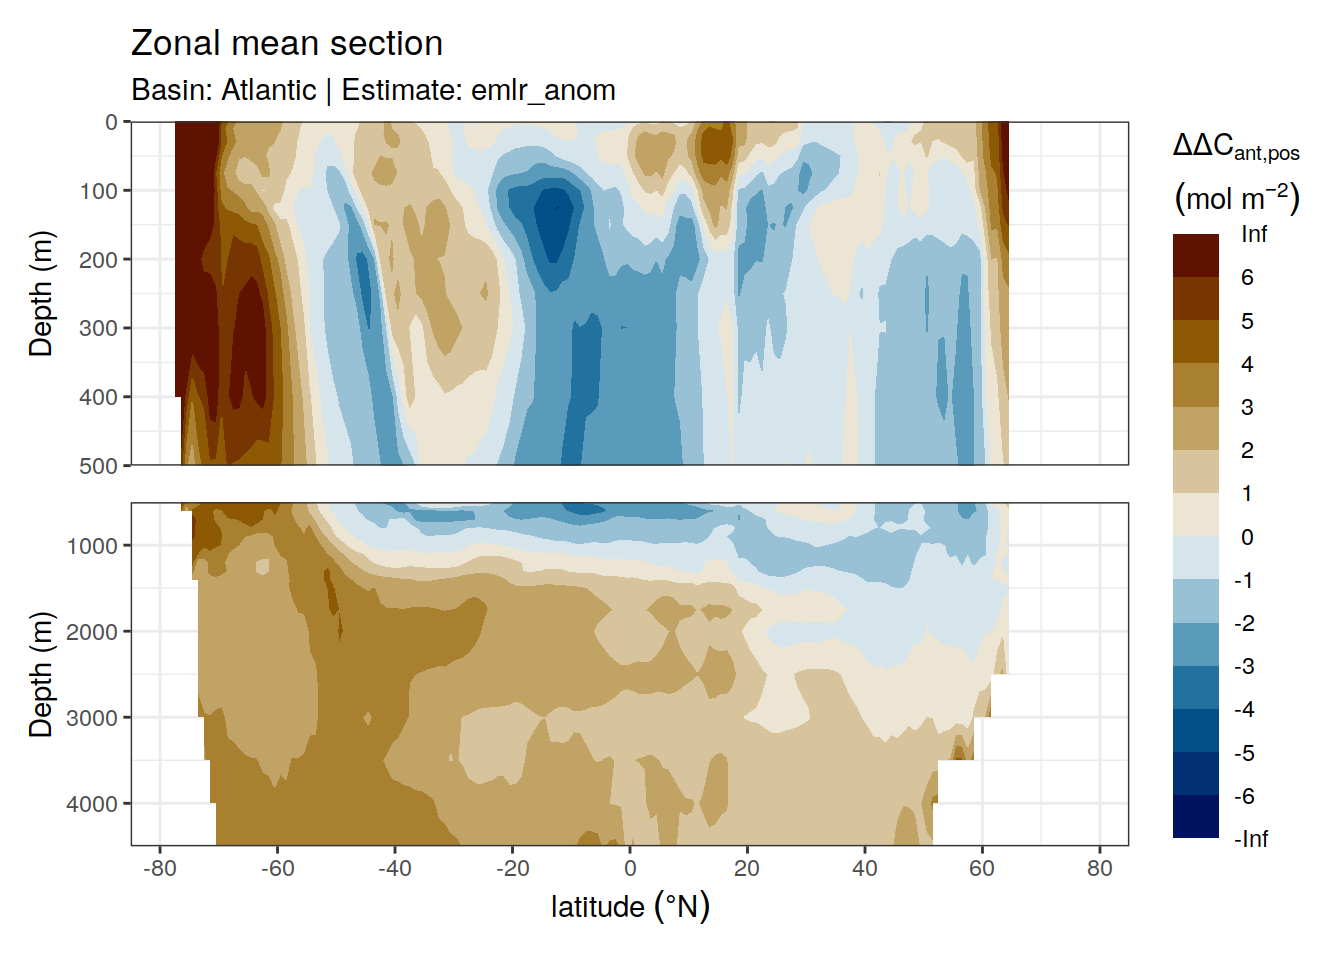 Zonal mean section
Basin: Atlantic | Estimate: emlr_anom
0
100
200
300
400
500
Depth (m)
1000
2000
3000
4000
Depth (m)
-80 -60 -40 -20 0 20 40 60 80
latitude (°N)
ΔΔC_ant,pos
(mol m⁻²)
Inf
6
5
4
3
2
1
0
-1
-2
-3
-4
-5
-6
-Inf